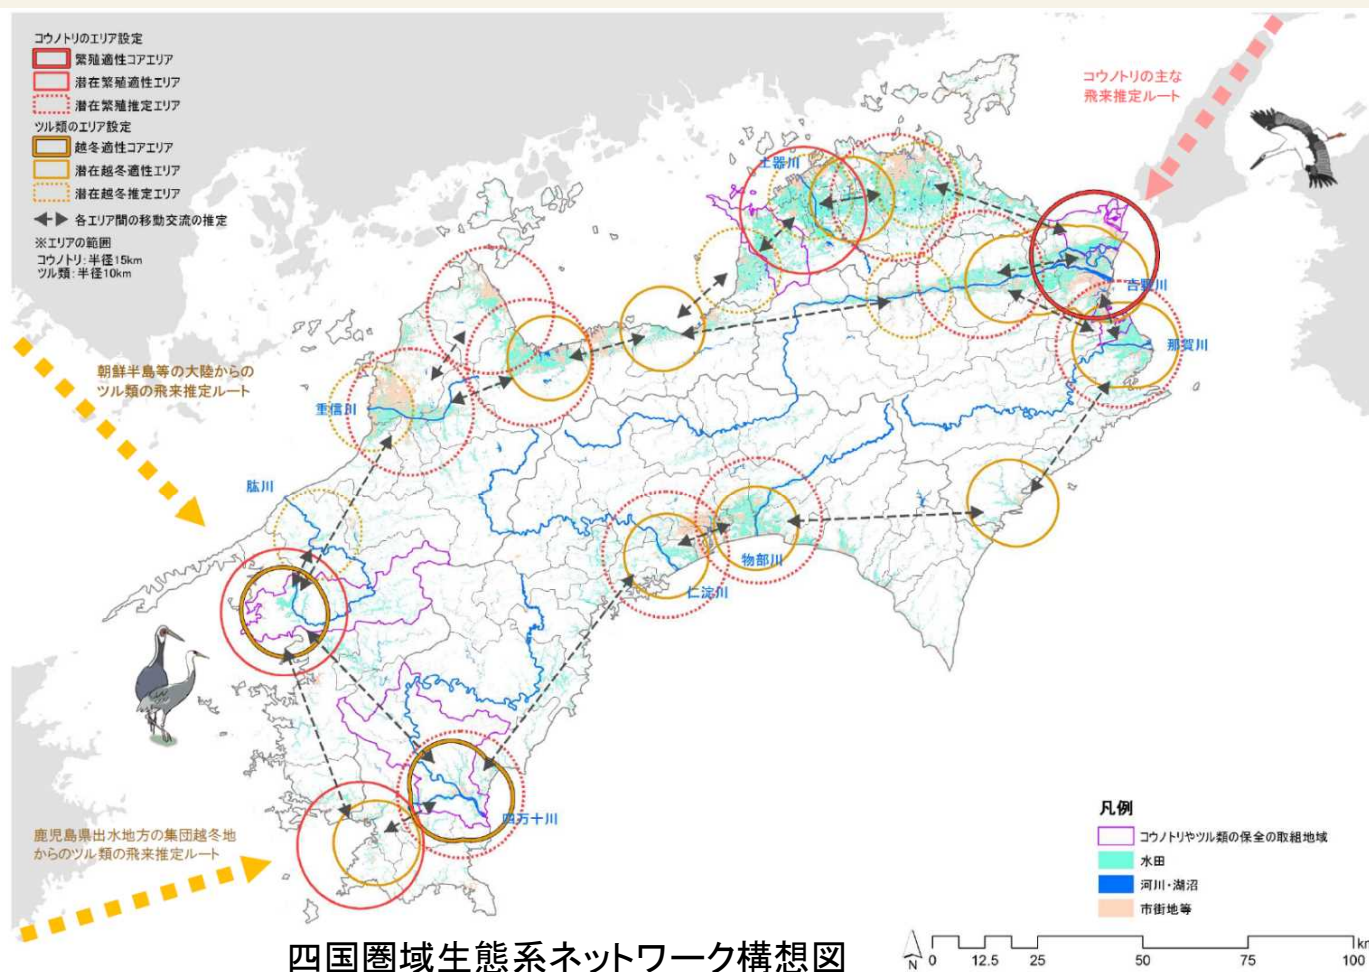 コウノトリのエリア設定
繁殖適性コアエリア
潜在繁殖適性エリア
潜在繁殖推定エリア
ツル類のエリア設定
越冬適性コアエリア
潜在越冬適性エリア
潜在越冬推定エリア
各エリア間の移動交流の推定
※エリアの範囲
コウノトリ:半径15km
ツル類:半径10km
コウノトリの主な
飛来推定ルート
土器川
吉野川
那賀川
朝鮮半島等の大陸からの
ツル類の飛来推定ルート
重信川
肱川
物部川
仁淀川
四万十川
鹿児島県出水地方の集団越冬地
からのツル類の飛来推定ルート
凡例
コウノトリやツル類の保全の取組地域
水田
河川・湖沼
市街地等
四国圏域生態系ネットワーク構想図
N 0 12.5 25 50 75 100 km